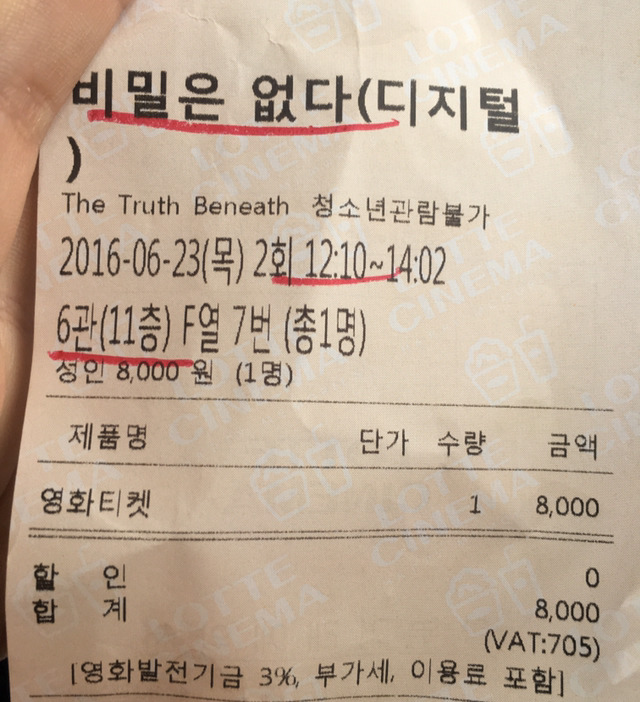 비밀은 없다(디지털
)
The Truth Beneath 청소년관람불가
2016-06-23(목) 2회 12:10~14:02
6관(11층) F열 7번 (총1명)
성인 8,000 원 (1명)
제품명 단가 수량 금액
영화티켓 1 8,000
할 인 0
합 계 8,000
(VAT:705)
[영화발전기금 3%, 부가세, 이용료 포함]